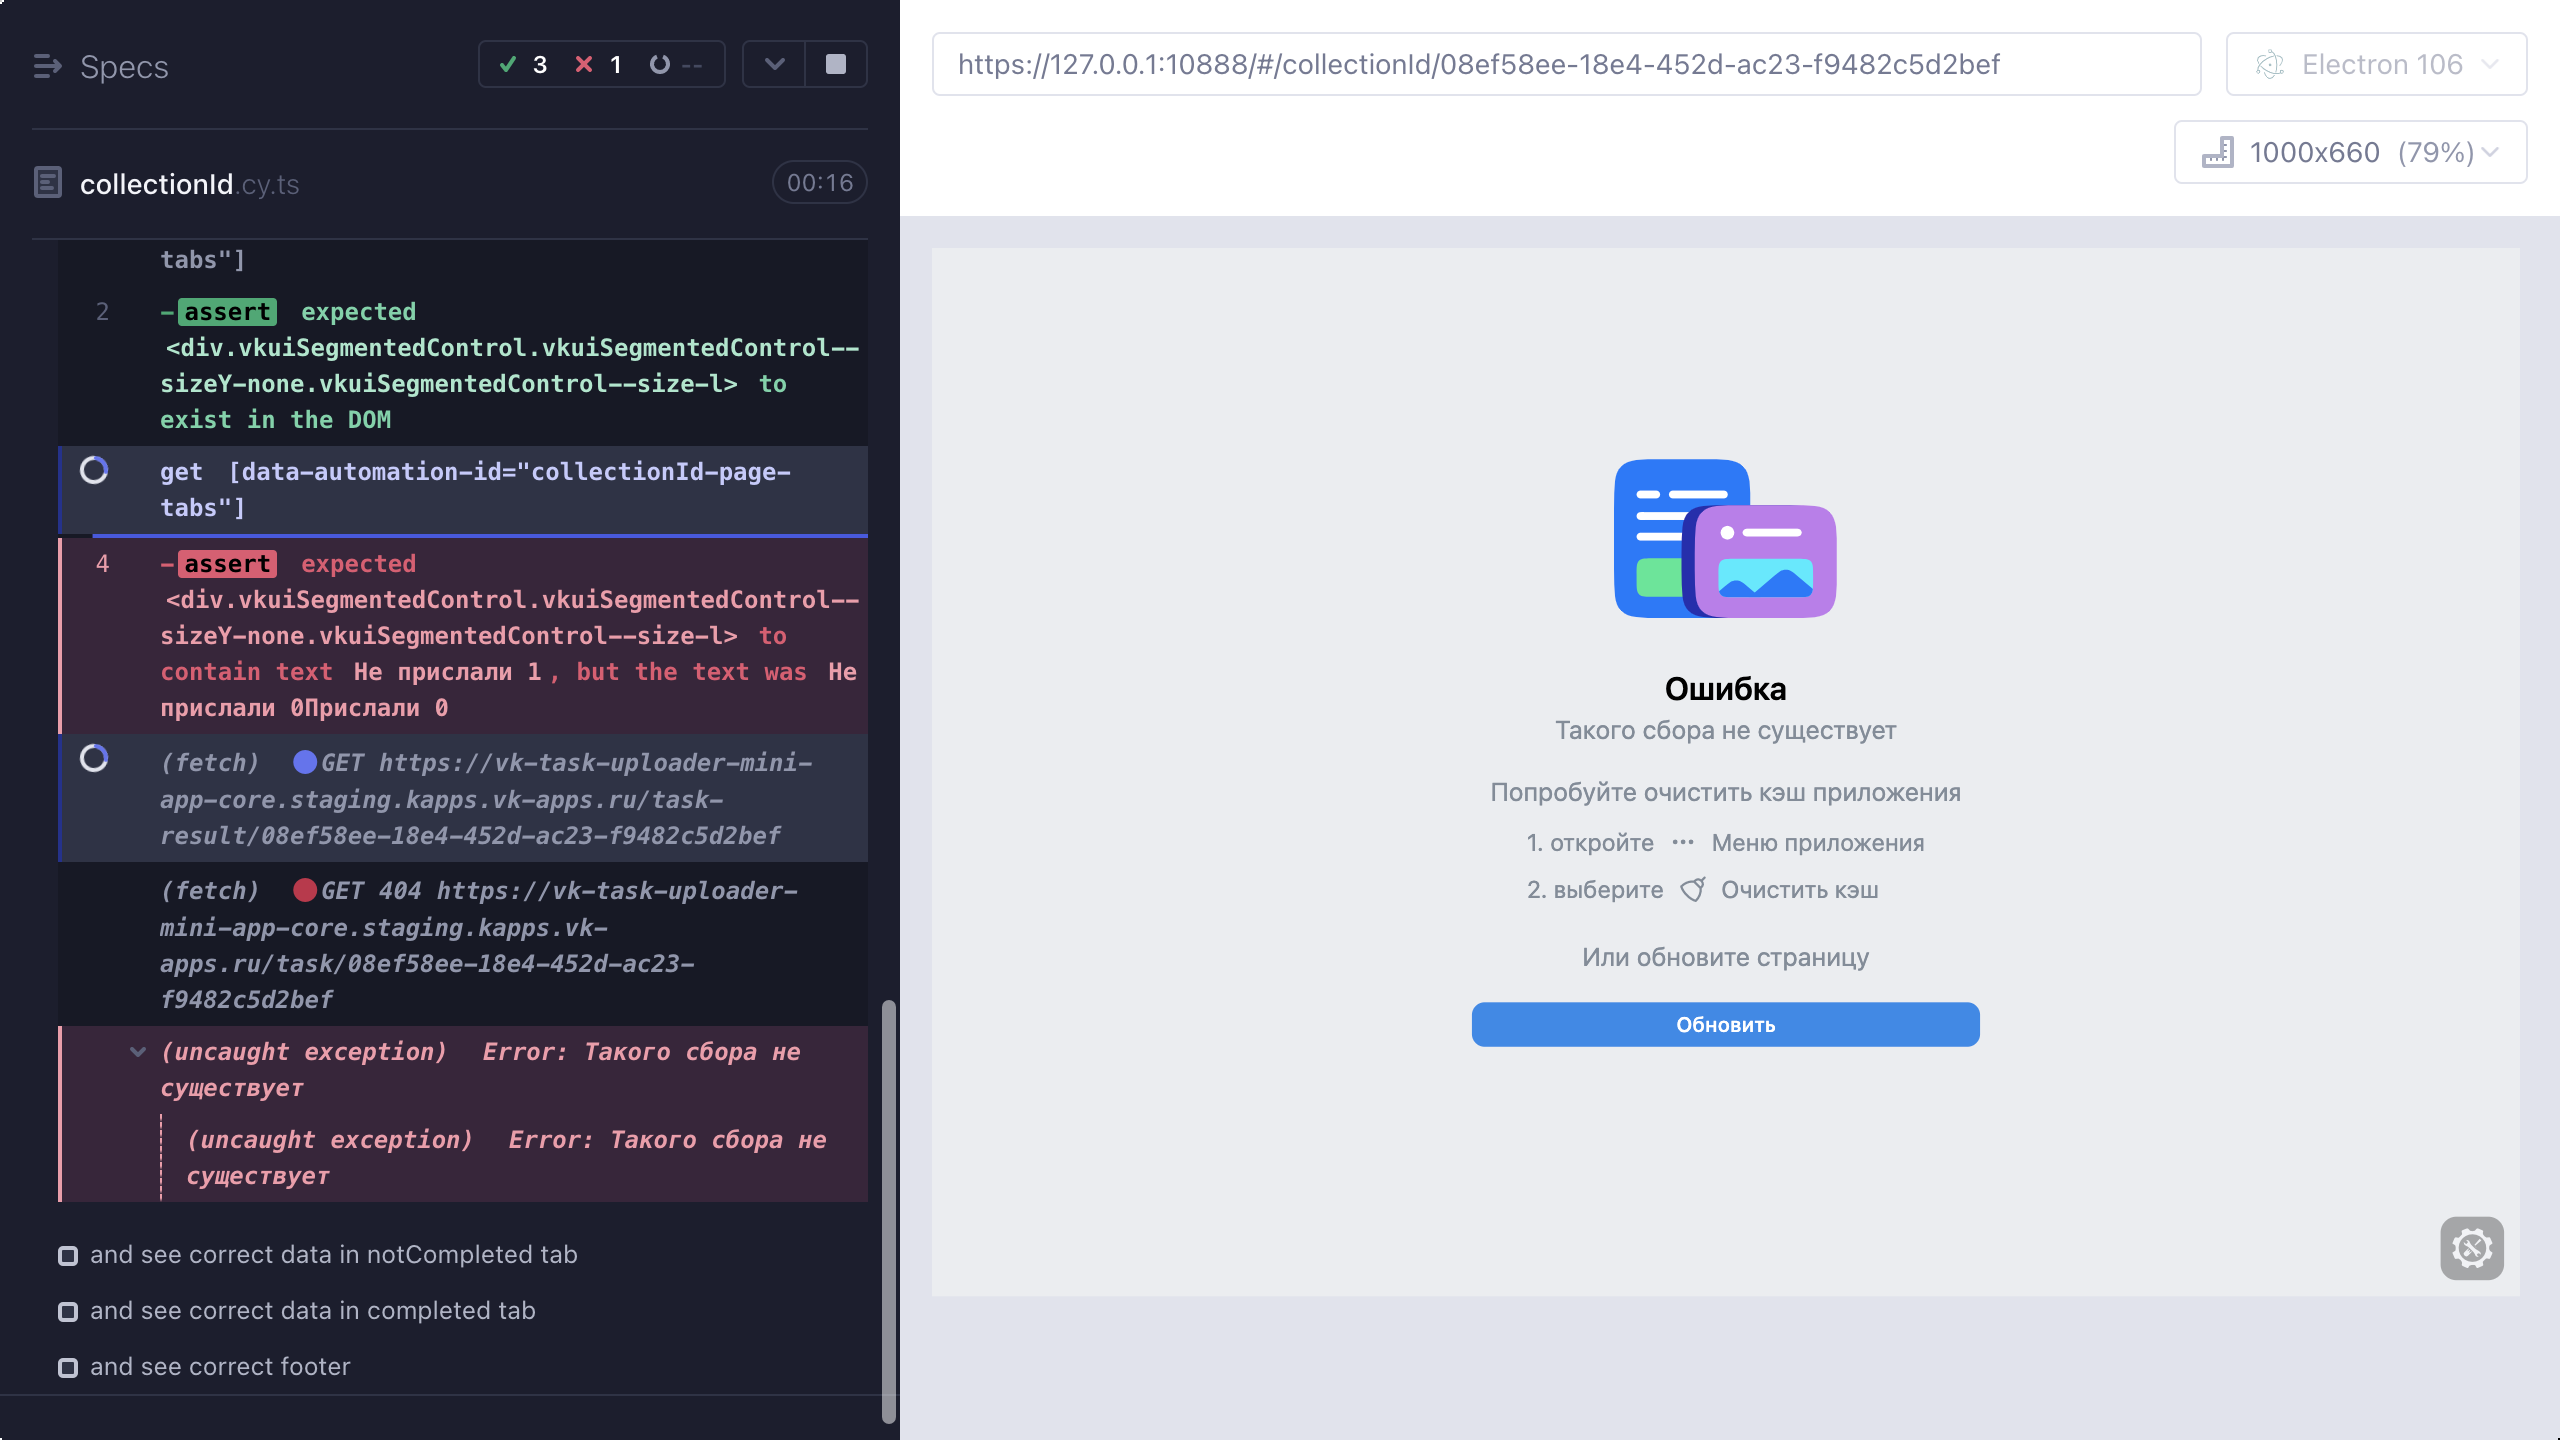 Specs
3
1
--
collectionId.cy.ts
00:16
tabs"]
2 -assert expected
<div.vkuiSegmentedControl.vkuiSegmentedControl--
sizeY-none.vkuiSegmentedControl--size-l> to
exist in the DOM
get [data-automation-id="collectionId-page-
tabs"]
4 -assert expected
<div.vkuiSegmentedControl.vkuiSegmentedControl--
sizeY-none.vkuiSegmentedControl--size-l> to
contain text Не прислали 1, but the text was Не
прислали 0Прислали 0
(fetch) GET https://vk-task-uploader-mini-
app-core.staging.kapps.vk-apps.ru/task-
result/08ef58ee-18e4-452d-ac23-f9482c5d2bef
(fetch) GET 404 https://vk-task-uploader-
mini-app-core.staging.kapps.vk-
apps.ru/task/08ef58ee-18e4-452d-ac23-
f9482c5d2bef
(uncaught exception) Error: Такого сбора не
существует
(uncaught exception) Error: Такого сбора не
существует
and see correct data in notCompleted tab
and see correct data in completed tab
and see correct footer
https://127.0.0.1:10888/#/collectionId/08ef58ee-18e4-452d-ac23-f9482c5d2bef
Electron 106
1000x660 (79%)
Ошибка
Такого сбора не существует
Попробуйте очистить кэш приложения
1. откройте ··· Меню приложения
2. выберите Очистить кэш
Или обновите страницу
Обновить